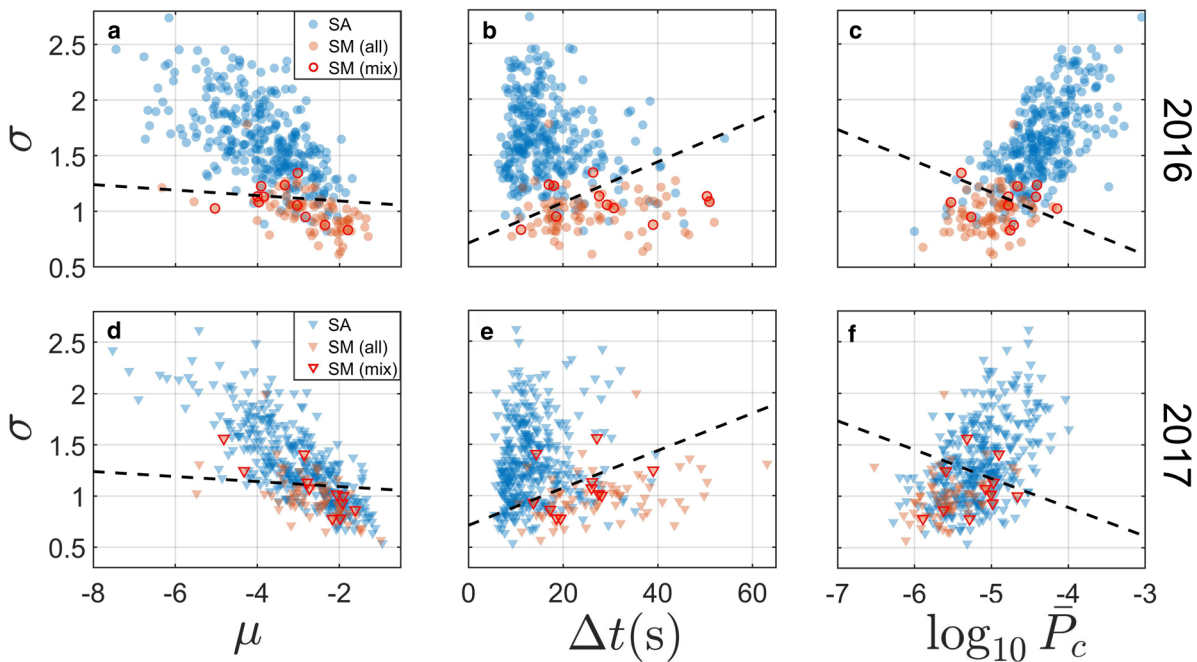 a
SA
SM (all)
SM (mix)
b
c
2.5
2
1.5
1
0.5
σ
2016
d
SA
SM (all)
SM (mix)
e
f
2.5
2
1.5
1
0.5
σ
2017
-8 -6 -4 -2
0 20 40 60
-7 -6 -5 -4 -3
μ
Δt(s)
log₁₀ P̄_c